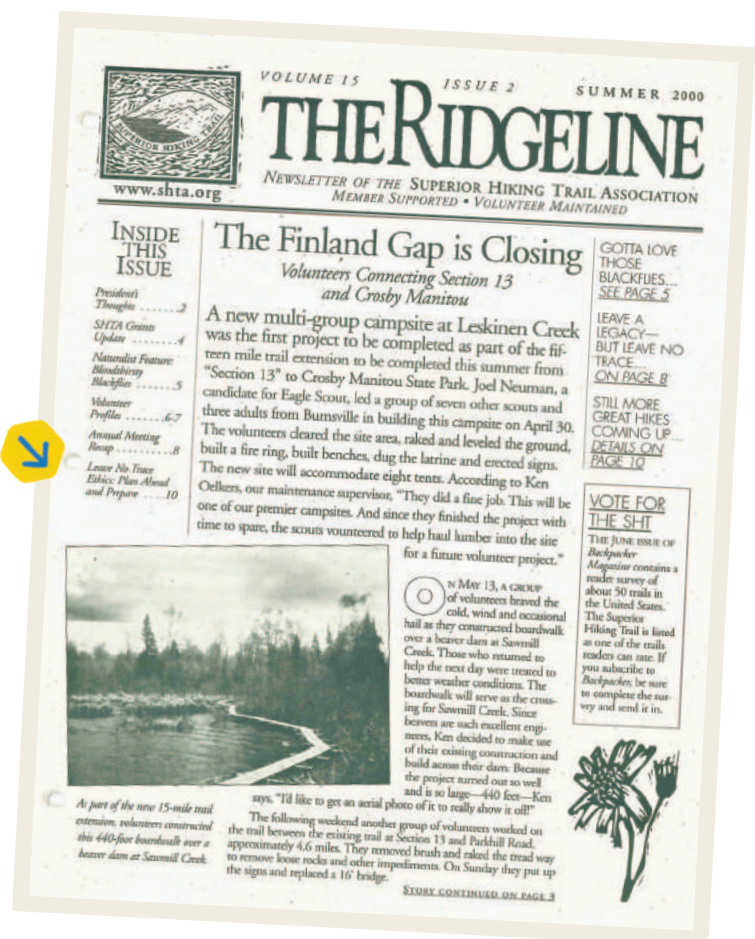 VOLUME 15 ISSUE 2 SUMMER 2000
SUPERIOR HIKING TRAIL
www.shta.org
THE RIDGELINE
NEWSLETTER OF THE SUPERIOR HIKING TRAIL ASSOCIATION
MEMBER SUPPORTED • VOLUNTEER MAINTAINED
INSIDE
THIS
ISSUE
President's
Thoughts ........2
SHTA Grants
Update ........4
Naturalist Feature:
Bloodthirsty
Blackflies ........5
Volunteer
Profiles ........6-7
Annual Meeting
Recap ..........8
Leave No Trace
Ethics: Plan Ahead
and Prepare .....10
The Finland Gap is Closing
Volunteers Connecting Section 13
and Crosby Manitou
A new multi-group campsite at Leskinen Creek
was the first project to be completed as part of the fif-
teen mile trail extension to be completed this summer from
"Section 13" to Crosby Manitou State Park. Joel Neuman, a
candidate for Eagle Scout, led a group of seven other scouts and
three adults from Burnsville in building this campsite on April 30.
The volunteers cleared the site area, raked and leveled the ground,
built a fire ring, built benches, dug the latrine and erected signs.
The new site will accommodate eight tents. According to Ken
Oelkers, our maintenance supervisor, "They did a fine job. This will be
one of our premier campsites. And since they finished the project with
time to spare, the scouts vounteered to help haul lumber into the site
for a future volunteer project."
ON MAY 13, A GROUP
of volunteers braved the
cold, wind and occasional
hail as they constructed boardwalk
over a beaver dam at Sawmill
Creek. Those who returned to
help the next day were treated to
better weather conditions. The
boardwalk will serve as the cross-
ing for Sawmill Creek. Since
beavers are such excellent engi-
neers, Ken decided to make use
of their existing construction and
build across their dam. Because
the project turned out so well
and is so large—440 feet—Ken
says, "I'd like to get an aerial photo of it to really show it off!"
The following weekend another group of volunteers worked on
the trail between the existing trail at Section 13 and Parkhill Road,
approximately 4.6 miles. They removed brush and raked the tread way
to remove loose rocks and other impediments. On Sunday they put up
the signs and replaced a 16' bridge.
STORY CONTINUED ON PAGE 3
As part of the new 15-mile trail
extension, volunteers constructed
this 440-foot boardwalk over a
beaver dam at Sawmill Creek.
GOTTA LOVE
THOSE
BLACKFLIES...
SEE PAGE 5
LEAVE A
LEGACY—
BUT LEAVE NO
TRACE....
ON PAGE 8
STILL MORE
GREAT HIKES
COMING UP...
DETAILS ON
PAGE 10
VOTE FOR
THE SHT
THE JUNE ISSUE OF
Backpacker
Magazine contains a
reader survey of
about 50 trails in
the United States.
The Superior
Hiking Trail is listed
as one of the trails
readers can rate. If
you subscribe to
Backpacker, be sure
to complete the sur-
vey and send it in.